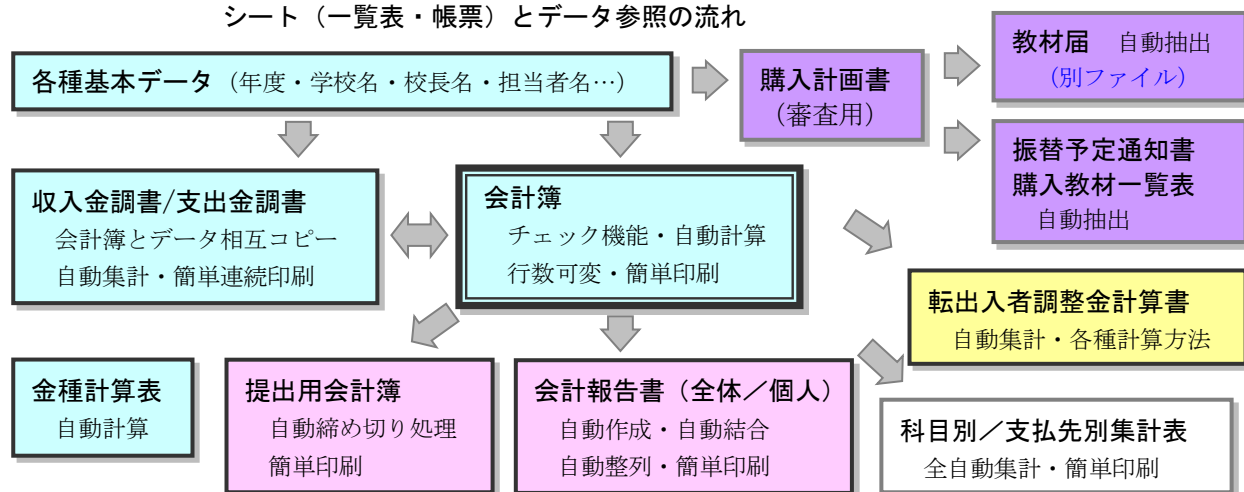 シート（一覧表・帳票）とデータ参照の流れ
各種基本データ（年度・学校名・校長名・担当者名…）
購入計画書
（審査用）
教材届　自動抽出
（別ファイル）
振替予定通知書
購入教材一覧表
自動抽出
収入金調書/支出金調書
会計簿とデータ相互コピー
自動集計・簡単連続印刷
会計簿
チェック機能・自動計算
行数可変・簡単印刷
転出入者調整金計算書
自動集計・各種計算方法
金種計算表
自動計算
提出用会計簿
自動締め切り処理
簡単印刷
会計報告書（全体／個人）
自動作成・自動結合
自動整列・簡単印刷
科目別／支払先別集計表
全自動集計・簡単印刷